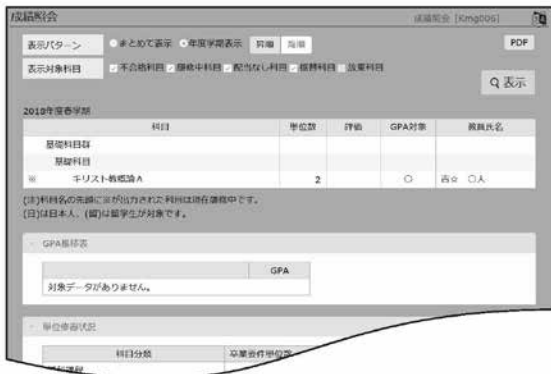 成績照会
成績照会 [Kmg006]
表示パターン まとめて表示 年度学期表示 昇順 降順 PDF
表示対象科目 不合格科目 履修中科目 配当なし科目 振替科目 放棄科目
表示
2018年度春学期
科目 単位数 評価 GPA対象 教員氏名
基礎科目群
基礎科目
※ キリスト教概論A 2 ○ 吉☆ ○人
(注)科目名の先頭に※が出力された科目は現在履修中です。
(日)は日本人、(留)は留学生が対象です。
GPA推移表
GPA
対象データがありません。
単位修得状況
科目分類 卒業要件単位数